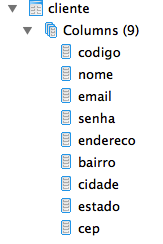 cliente
Columns (9)
codigo
nome
email
senha
endereco
bairro
cidade
estado
cep